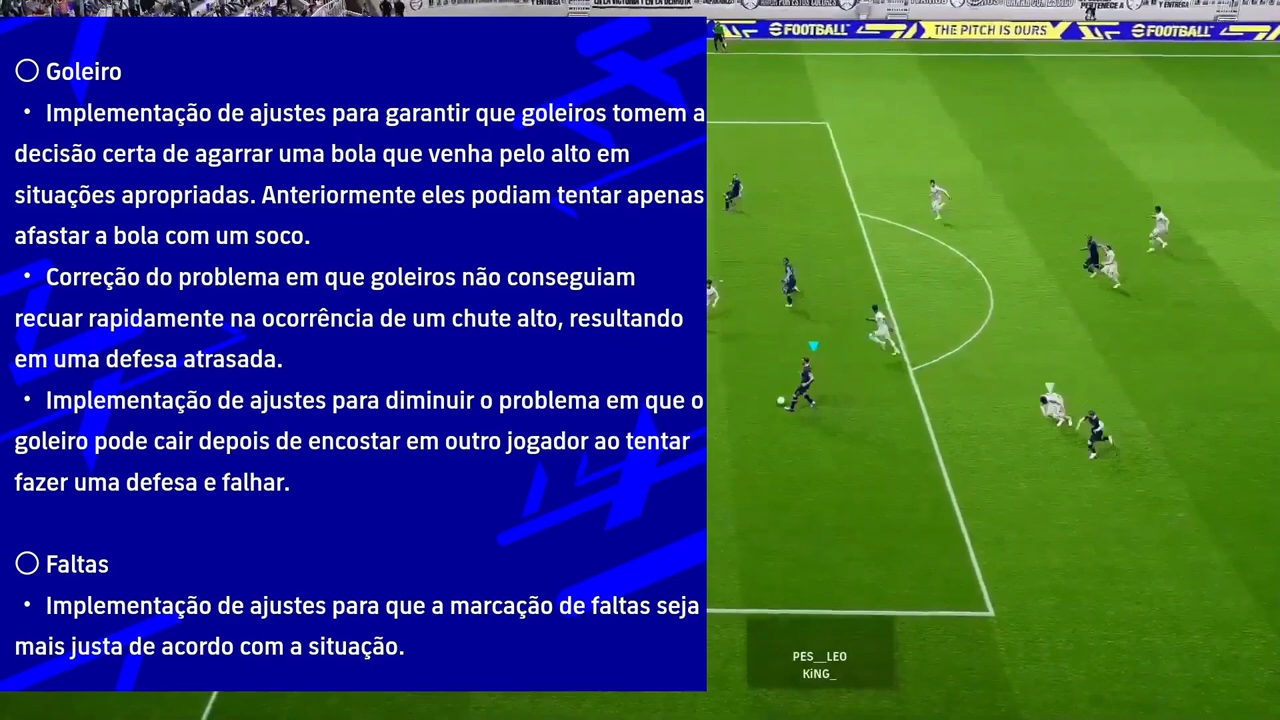 FOOTBALL THE PITCH IS OURS FOOTBALL
○ Goleiro
・ Implementação de ajustes para garantir que goleiros tomem a
decisão certa de agarrar uma bola que venha pelo alto em
situações apropriadas. Anteriormente eles podiam tentar apenas
afastar a bola com um soco.
・ Correção do problema em que goleiros não conseguiam
recuar rapidamente na ocorrência de um chute alto, resultando
em uma defesa atrasada.
・ Implementação de ajustes para diminuir o problema em que o
goleiro pode cair depois de encostar em outro jogador ao tentar
fazer uma defesa e falhar.
○ Faltas
・ Implementação de ajustes para que a marcação de faltas seja
mais justa de acordo com a situação.
PES__LEO
KiNG_